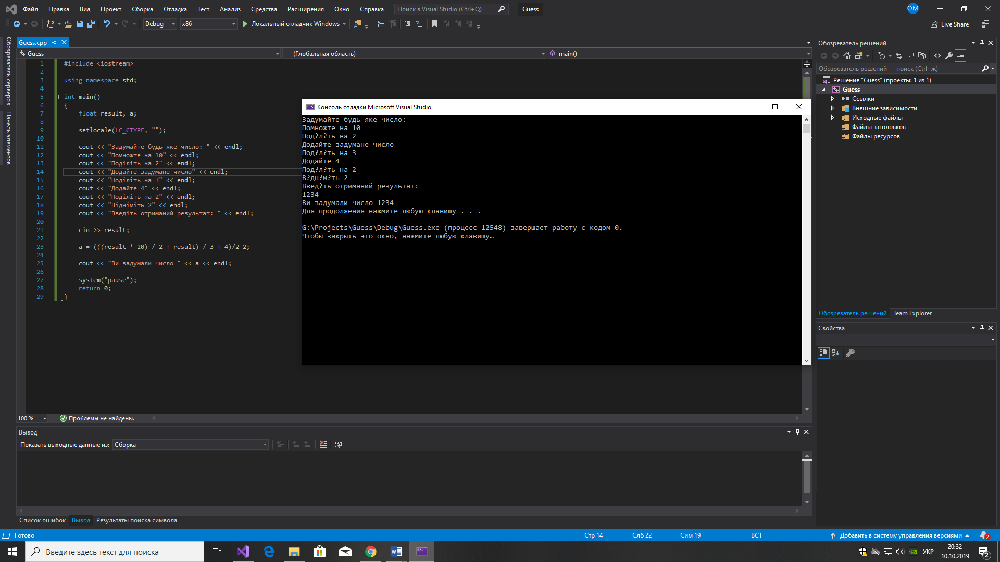 Файл Правка Вид Проект Сборка Отладка Тест Анализ Средства Расширения Окно Справка Поиск в Visual Studio (Ctrl+Q) Guess OM
Debug x86 Локальный отладчик Windows Live Share
Обозреватель серверов
Панель элементов
Guess.cpp
Guess (Глобальная область) main()
1 #include <iostream>
2
3 using namespace std;
4
5 int main()
6 {
7 float result, a;
8
9 setlocale(LC_CTYPE, "");
10
11 cout << "Задумайте будь-яке число: " << endl;
12 cout << "Помножте на 10" << endl;
13 cout << "Поділіть на 2" << endl;
14 cout << "Додайте задумане число" << endl;
15 cout << "Поділіть на 3" << endl;
16 cout << "Додайте 4" << endl;
17 cout << "Поділіть на 2" << endl;
18 cout << "Відніміть 2" << endl;
19 cout << "Введіть отриманий результат: " << endl;
20
21 cin >> result;
22
23 a = (((result * 10) / 2 + result) / 3 + 4)/2-2;
24
25 cout << "Ви задумали число " << a << endl;
26
27 system("pause");
28 return 0;
29 }
Консоль отладки Microsoft Visual Studio
Задумайте будь-яке число:
Помножте на 10
Под?л?ть на 2
Додайте задумане число
Под?л?ть на 3
Додайте 4
Под?л?ть на 2
В?дн?м?ть 2
Введ?ть отриманий результат:
1234
Ви задумали число 1234
Для продолжения нажмите любую клавишу . . .
G:\Projects\Guess\Debug\Guess.exe (процесс 12548) завершает работу с кодом 0.
Чтобы закрыть это окно, нажмите любую клавишу…
Обозреватель решений
Обозреватель решений — поиск (Ctrl+ж)
Решение "Guess" (проекты: 1 из 1)
Guess
Ссылки
Внешние зависимости
Исходные файлы
Файлы заголовков
Файлы ресурсов
Обозреватель решений Team Explorer
Свойства
100 % Проблемы не найдены.
Вывод
Показать выходные данные из: Сборка
Список ошибок Вывод Результаты поиска символа
Готово Стр 14 Слб 22 Сим 19 ВСТ Добавить в систему управления версиями 2
Введите здесь текст для поиска УКР 20:32
10.10.2019 2